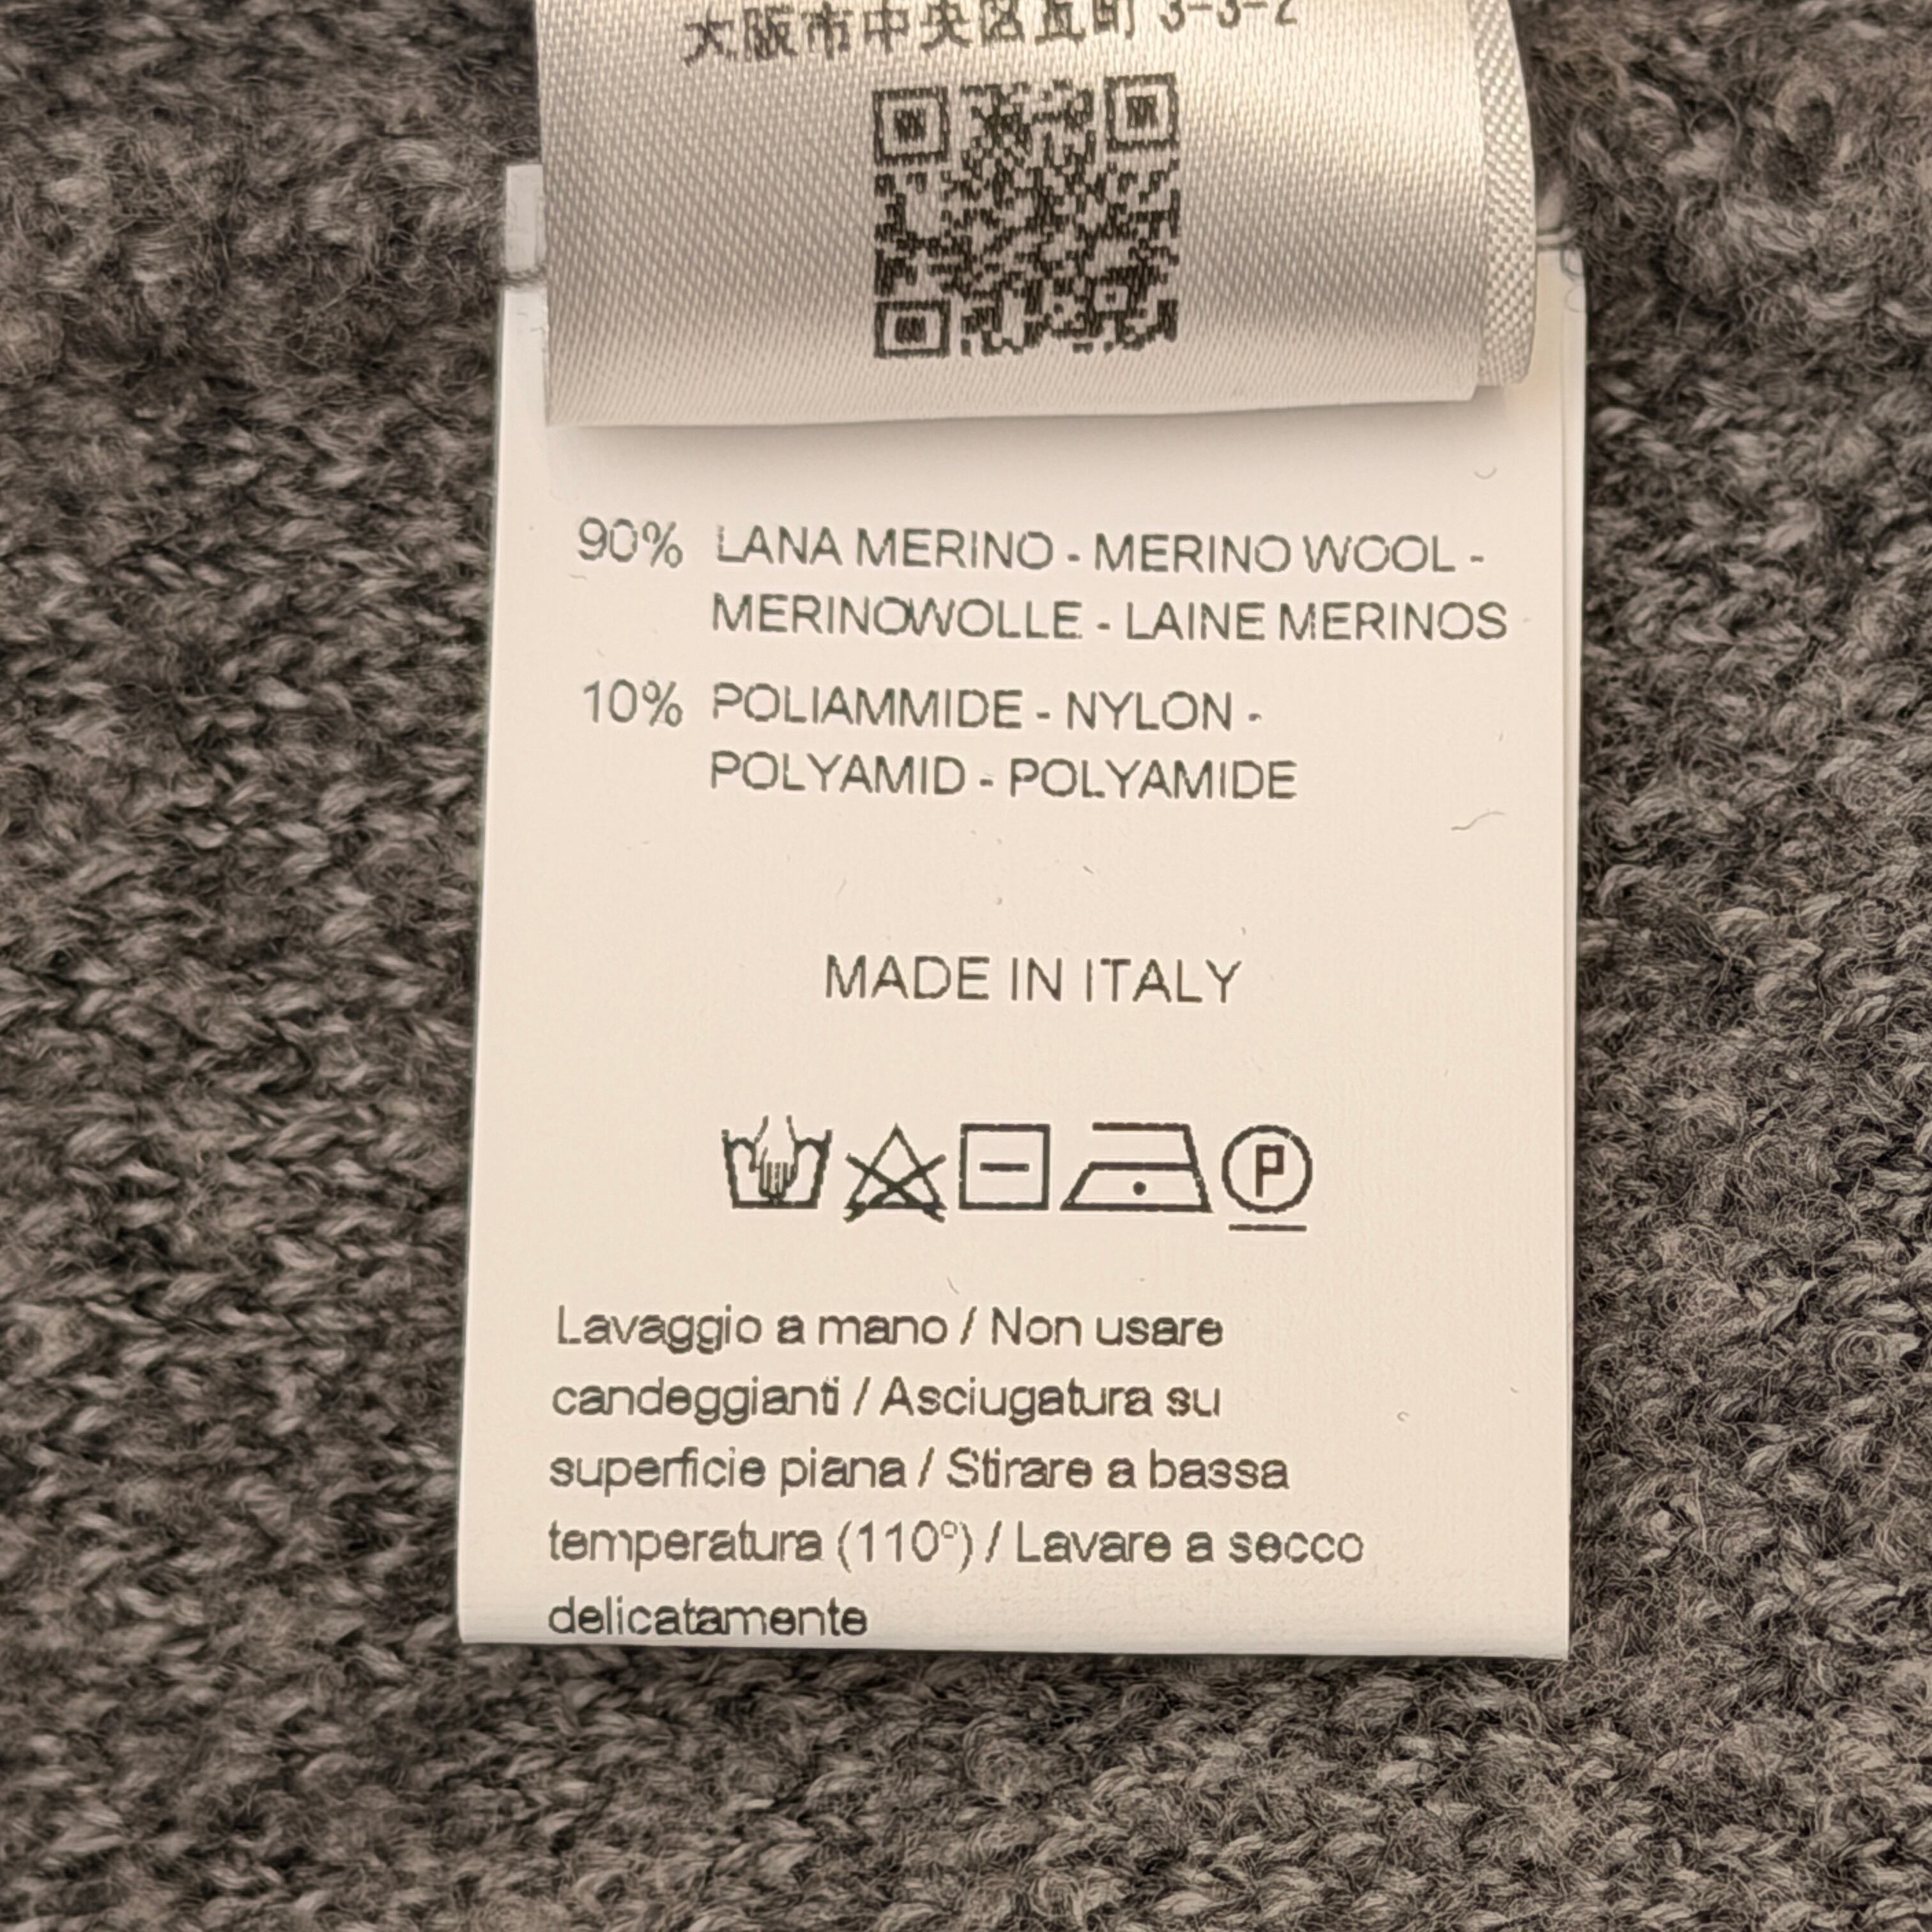 大阪市中央区瓦町 3-3-2
90% LANA MERINO - MERINO WOOL -
MERINOWOLLE - LAINE MERINOS
10% POLIAMMIDE - NYLON -
POLYAMID - POLYAMIDE
MADE IN ITALY
P
Lavaggio a mano / Non usare
candeggianti / Asciugatura su
superficie piana / Stirare a bassa
temperatura (110°) / Lavare a secco
delicatamente